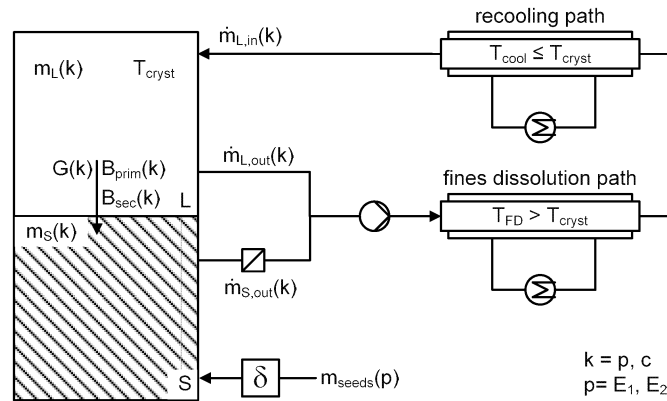 recooling path
ṁL,in(k)
mL(k) Tcryst
Tcool ≤ Tcryst
Σ
ṁL,out(k)
G(k) Bprim(k)
Bsec(k) L
fines dissolution path
mS(k)
TFD > Tcryst
ṁS,out(k)
Σ
S δ mseeds(p)
k = p, c
p= E1, E2